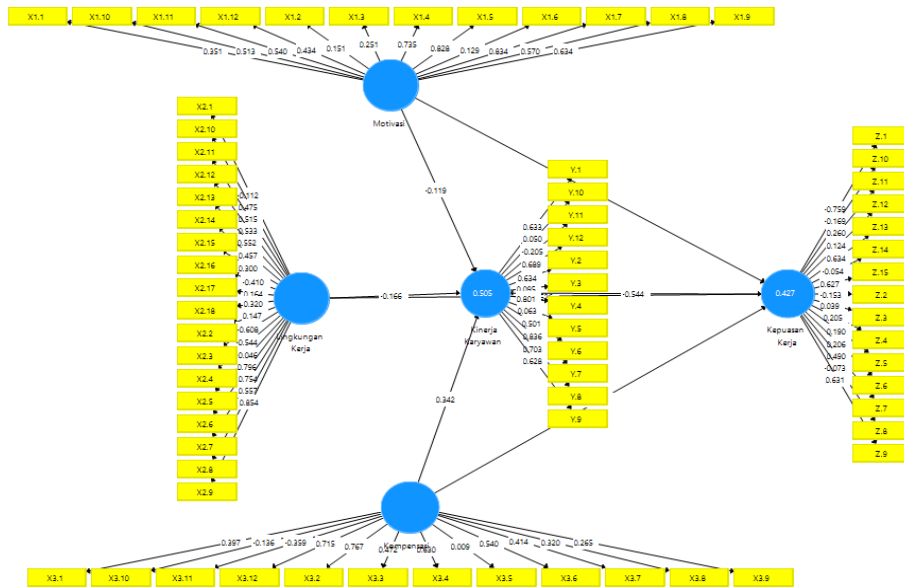 X1.1 X1.10 X1.11 X1.12 X1.2 X1.3 X1.4 X1.5 X1.6 X1.7 X1.8 X1.9
0.351 0.513 0.540 0.434 0.151 0.251 0.735 0.828 0.129 0.834 0.570 0.634
Motivasi
X2.1
X2.10
X2.11
X2.12
X2.13
X2.14
X2.15
X2.16
X2.17
X2.18
X2.2
X2.3
X2.4
X2.5
X2.6
X2.7
X2.8
X2.9
0.475
0.515
0.533
0.552
0.457
0.300
-0.410
0.320
0.147
-0.608
0.544
0.046
0.796
0.754
0.557
0.854
Kerja
-0.119
-0.166
0.342
0.505
Kinerja
Karyawan
Y.1
Y.10
Y.11
Y.12
Y.2
Y.3
Y.4
Y.5
Y.6
Y.7
Y.8
Y.9
0.633
0.050
-0.205
0.689
0.634
0.801
0.063
0.501
0.836
0.703
0.628
-0.544
0.427
Kepuasan
Kerja
Z.1
Z.10
Z.11
Z.12
Z.13
Z.14
Z.15
Z.2
Z.3
Z.4
Z.5
Z.6
Z.7
Z.8
Z.9
-0.759
-0.169
0.260
0.124
0.634
-0.054
0.627
-0.153
0.039
0.205
0.190
0.206
0.490
-0.073
0.631
0.397 -0.136 -0.359 0.715 0.767 0.009 0.540 0.414 0.320 0.265
X3.1 X3.10 X3.11 X3.12 X3.2 X3.3 X3.4 X3.5 X3.6 X3.7 X3.8 X3.9